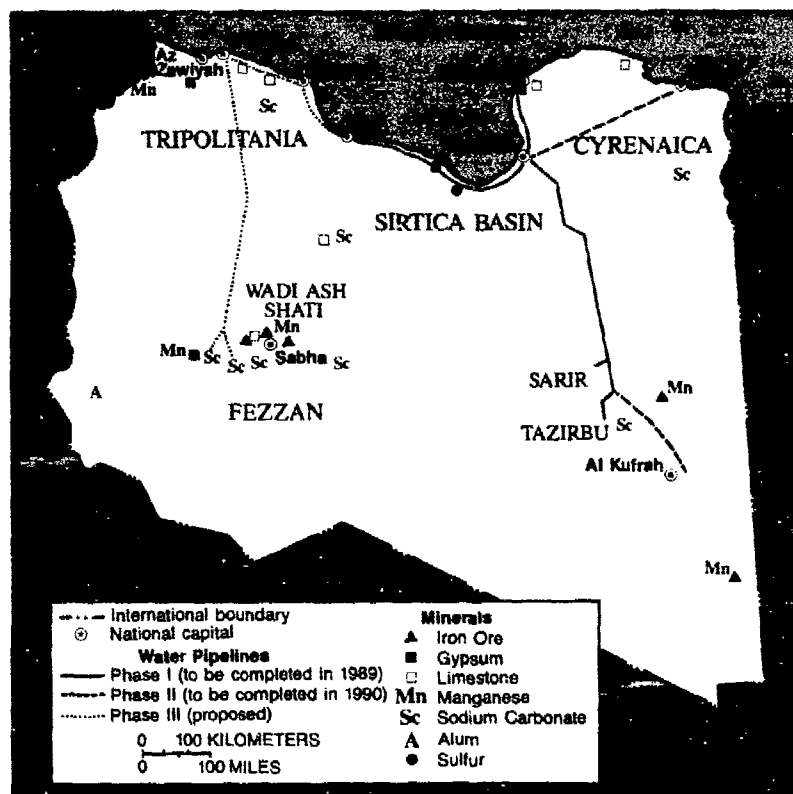 Az
Zawiyah
Mn
Sc
TRIPOLITANIA
CYRENAICA
Sc
SIRTICA BASIN
Sc
WADI ASH
SHATI
Mn
Mn
Sc
Sc
Sc
Sabha
Sc
A
FEZZAN
SARIR
Mn
TAZIRBU
Sc
Al Kufrah
Mn
International boundary
National capital
Water Pipelines
Phase I (to be completed in 1989)
Phase II (to be completed in 1990)
Phase III (proposed)
0 100 KILOMETERS
0 100 MILES
Minerals
Iron Ore
Gypsum
Limestone
Mn Manganese
Sc Sodium Carbonate
A Alum
Sulfur